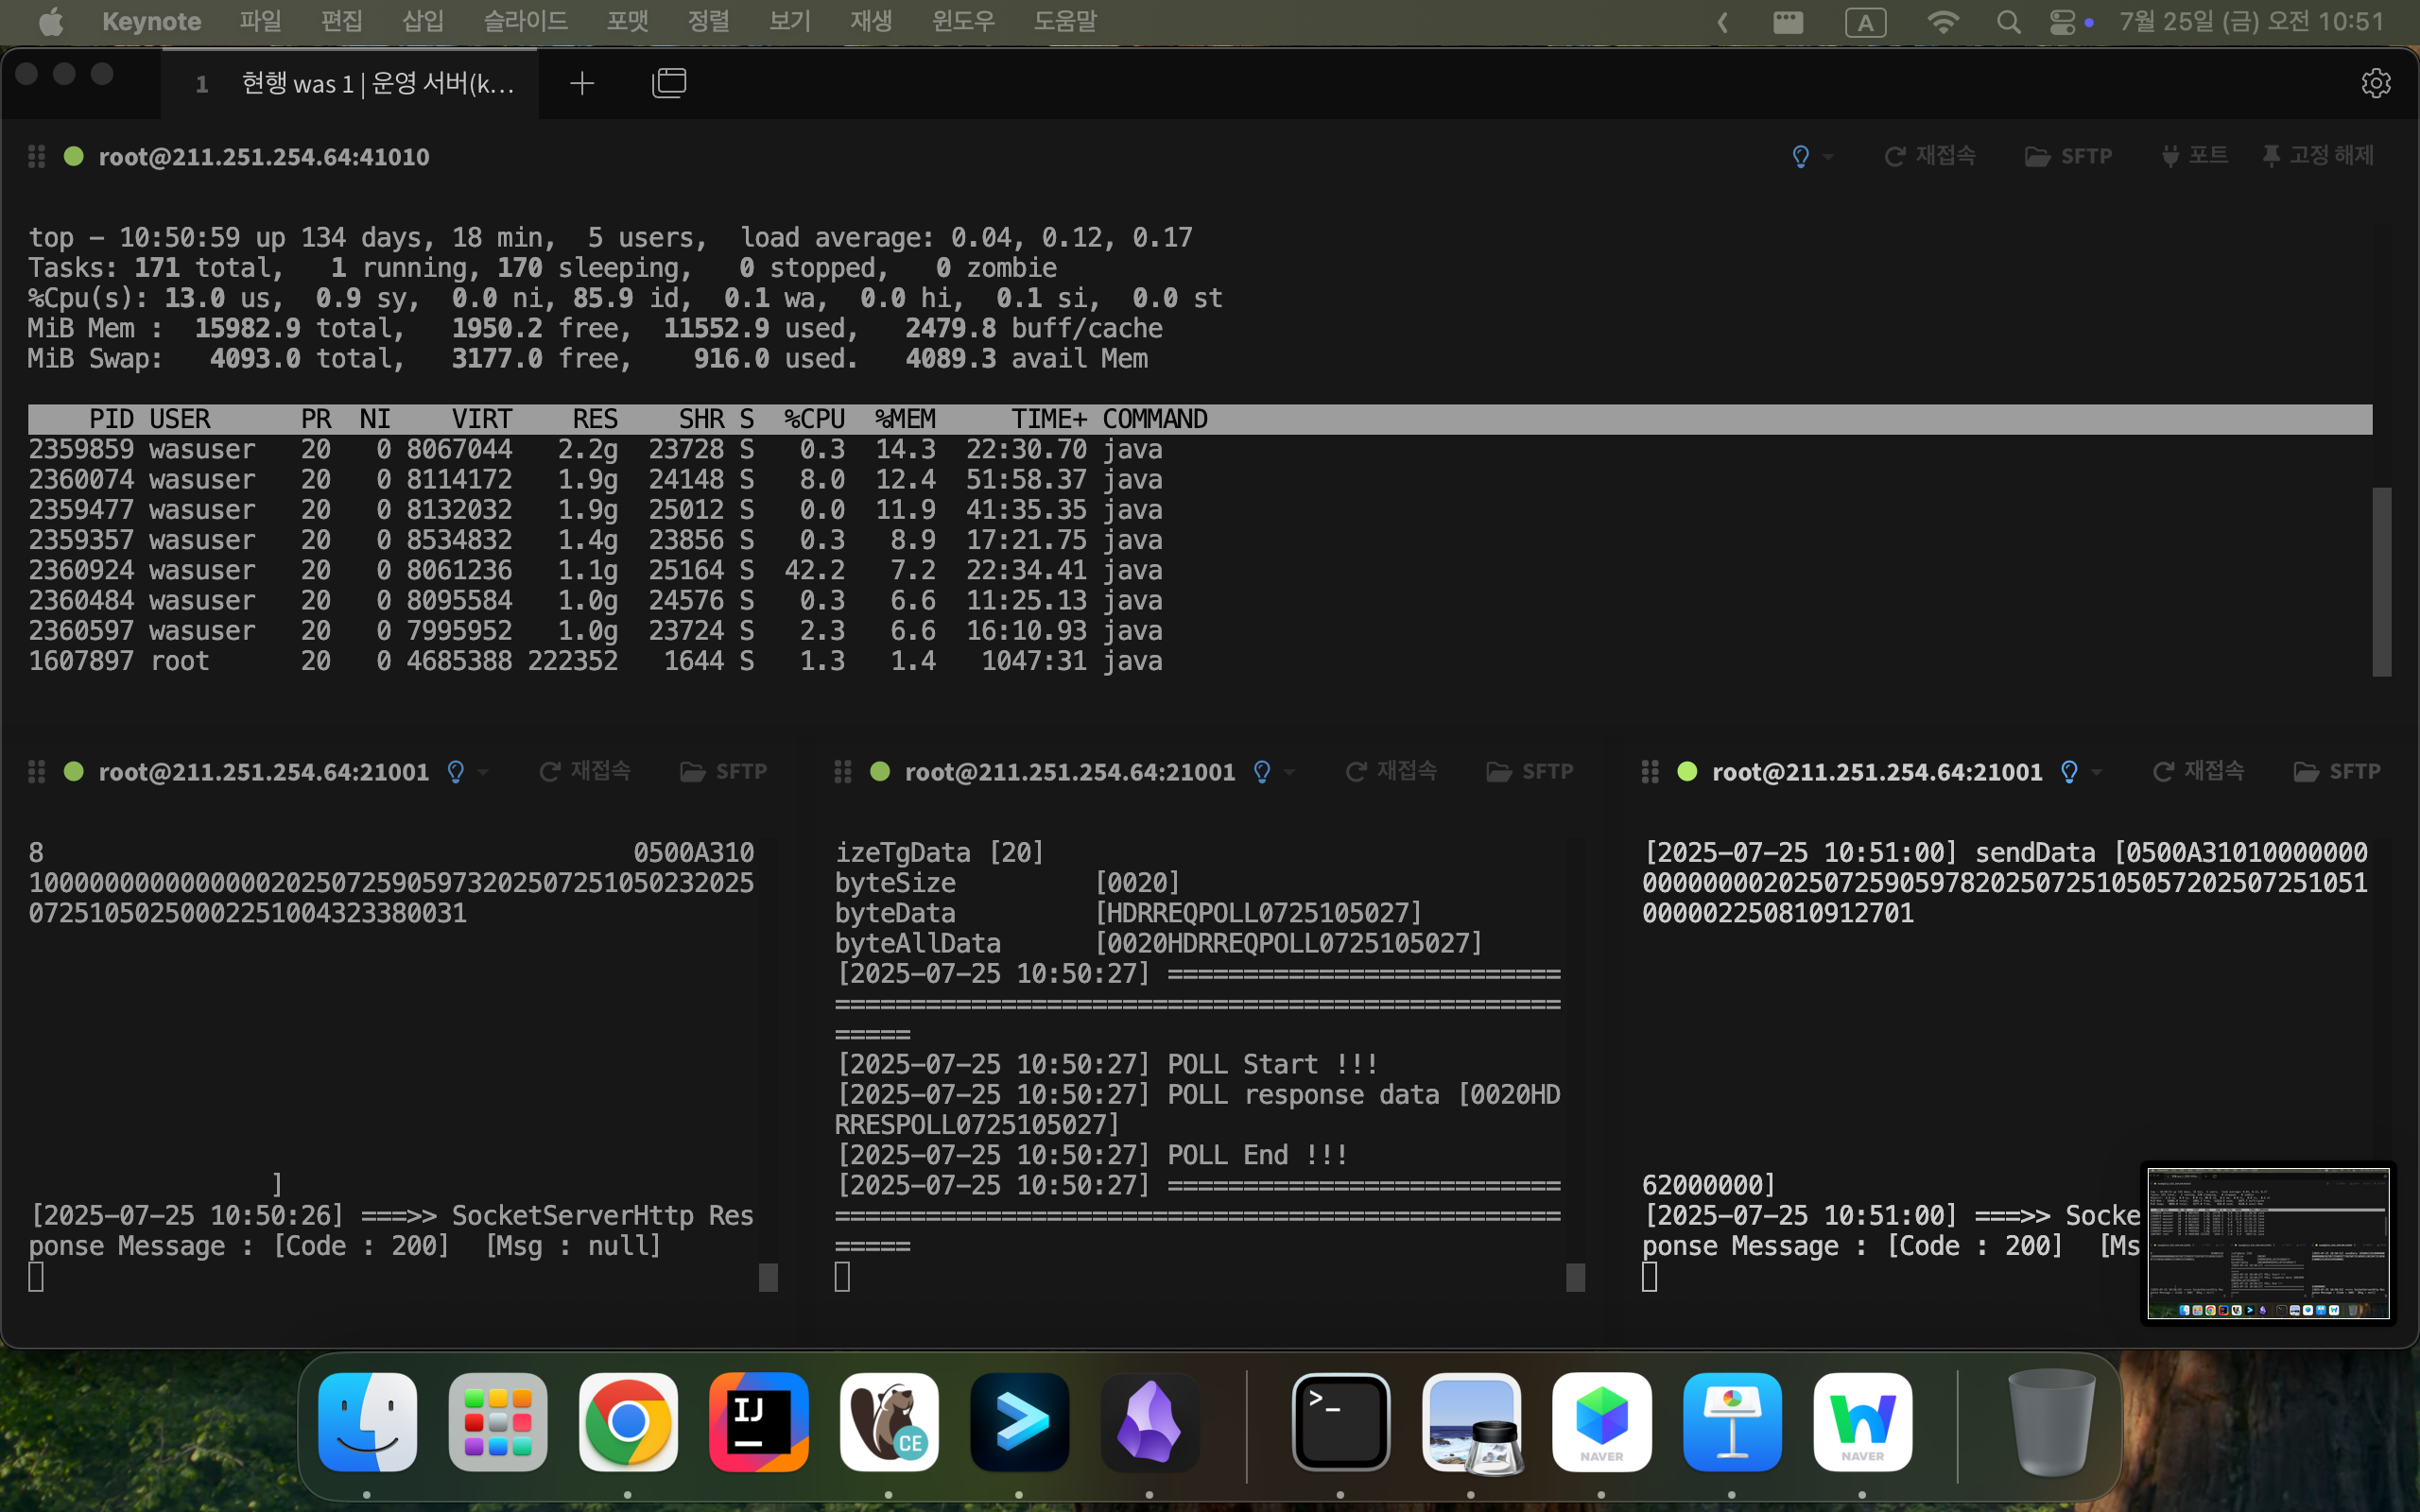 Keynote 파일 편집 삽입 슬라이드 포맷 정렬 보기 재생 윈도우 도움말 A 7월 25일 (금) 오전 10:51
1 현행 was 1 | 운영 서버(k...
root@211.251.254.64:41010 재접속 SFTP 포트 고정 해제
top - 10:50:59 up 134 days, 18 min,  5 users,  load average: 0.04, 0.12, 0.17
Tasks: 171 total,   1 running, 170 sleeping,   0 stopped,   0 zombie
%Cpu(s): 13.0 us,  0.9 sy,  0.0 ni, 85.9 id,  0.1 wa,  0.0 hi,  0.1 si,  0.0 st
MiB Mem :  15982.9 total,   1950.2 free,  11552.9 used,   2479.8 buff/cache
MiB Swap:   4093.0 total,   3177.0 free,    916.0 used.   4089.3 avail Mem
PID USER      PR  NI    VIRT    RES    SHR S  %CPU  %MEM     TIME+ COMMAND
2359859 wasuser   20   0 8067044   2.2g  23728 S   0.3  14.3  22:30.70 java
2360074 wasuser   20   0 8114172   1.9g  24148 S   8.0  12.4  51:58.37 java
2359477 wasuser   20   0 8132032   1.9g  25012 S   0.0  11.9  41:35.35 java
2359357 wasuser   20   0 8534832   1.4g  23856 S   0.3   8.9  17:21.75 java
2360924 wasuser   20   0 8061236   1.1g  25164 S  42.2   7.2  22:34.41 java
2360484 wasuser   20   0 8095584   1.0g  24576 S   0.3   6.6  11:25.13 java
2360597 wasuser   20   0 7995952   1.0g  23724 S   2.3   6.6  16:10.93 java
1607897 root      20   0 4685388 222352   1644 S   1.3   1.4   1047:31 java
root@211.251.254.64:21001 재접속 SFTP
8                                       0500A310
100000000000000002025072590597320250725105023​2025
0725105025000225​1004323380031
]
[2025-07-25 10:50:26] ===>> SocketServerHttp Res
ponse Message : [Code : 200]  [Msg : null]
root@211.251.254.64:21001 재접속 SFTP
izeTgData [20]
byteSize         [0020]
byteData         [HDRREQPOLL0725105027]
byteAllData      [0020HDRREQPOLL0725105027]
[2025-07-25 10:50:27] ==========================
================================================
=====
[2025-07-25 10:50:27] POLL Start !!!
[2025-07-25 10:50:27] POLL response data [0020HD
RRESPOLL0725105027]
[2025-07-25 10:50:27] POLL End !!!
[2025-07-25 10:50:27] ==========================
================================================
=====
root@211.251.254.64:21001 재접속 SFTP
[2025-07-25 10:51:00] sendData [0500A31010000000
000000000202507259059782025072510505720250725​1051
000002250810912701
62000000]
[2025-07-25 10:51:00] ===>> Socke
ponse Message : [Code : 200]  [Ms
IJ
CE
>_
NAVER
NAVER